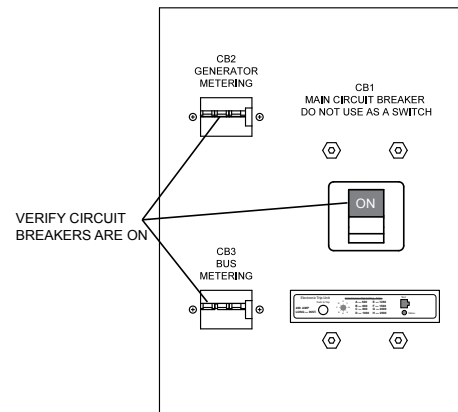 CB2
GENERATOR
METERING
CB1
MAIN CIRCUIT BREAKER
DO NOT USE AS A SWITCH
ON
VERIFY CIRCUIT
BREAKERS ARE ON
CB3
BUS
METERING
Electronic Trip Unit